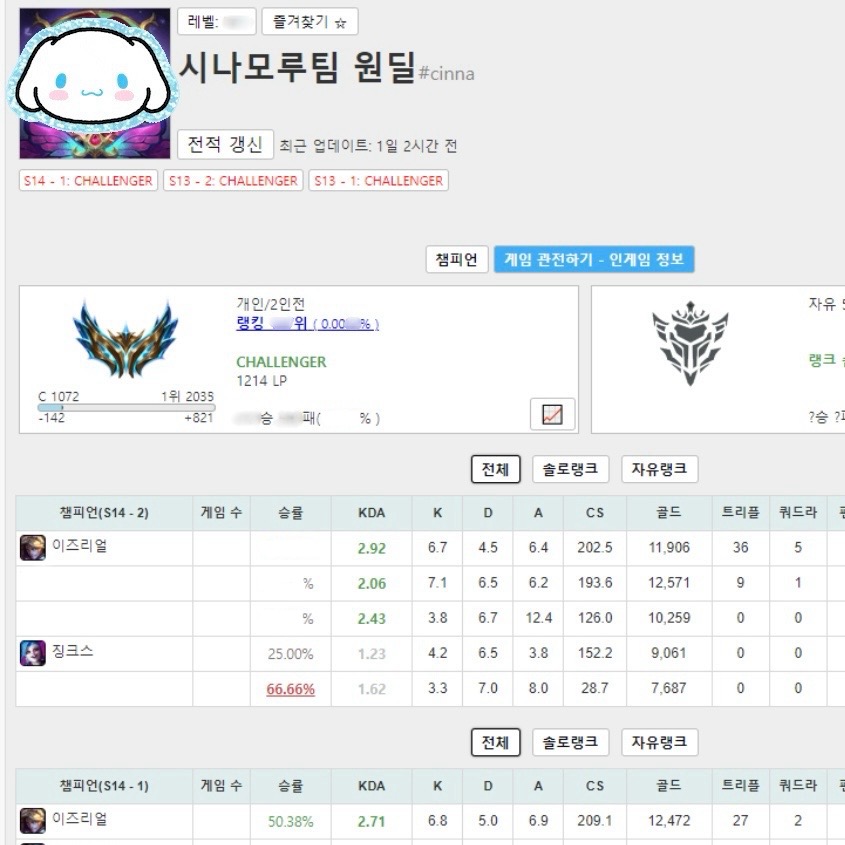 레벨:
즐겨찾기 ☆
시나모루팀 원딜#cinna
전적 갱신 최근 업데이트: 1일 2시간 전
S14 - 1: CHALLENGER S13 - 2: CHALLENGER S13 - 1: CHALLENGER
챔피언 게임 관전하기 - 인게임 정보
개인/2인전
랭킹 위 ( 0.00 % )
CHALLENGER
1214 LP
C 1072 1위 2035
-142 +821
승 패( % )
자유 5
랭크
?승 ?패
전체 솔로랭크 자유랭크
챔피언(S14 - 2) 게임 수 승률 KDA K D A CS 골드 트리플 쿼드라
이즈리얼 2.92 6.7 4.5 6.4 202.5 11,906 36 5
% 2.06 7.1 6.5 6.2 193.6 12,571 9 1
% 2.43 3.8 6.7 12.4 126.0 10,259 0 0
징크스 25.00% 1.23 4.2 6.5 3.8 152.2 9,061 0 0
66.66% 1.62 3.3 7.0 8.0 28.7 7,687 0 0
전체 솔로랭크 자유랭크
챔피언(S14 - 1) 게임 수 승률 KDA K D A CS 골드 트리플 쿼드라
이즈리얼 50.38% 2.71 6.8 5.0 6.9 209.1 12,472 27 2